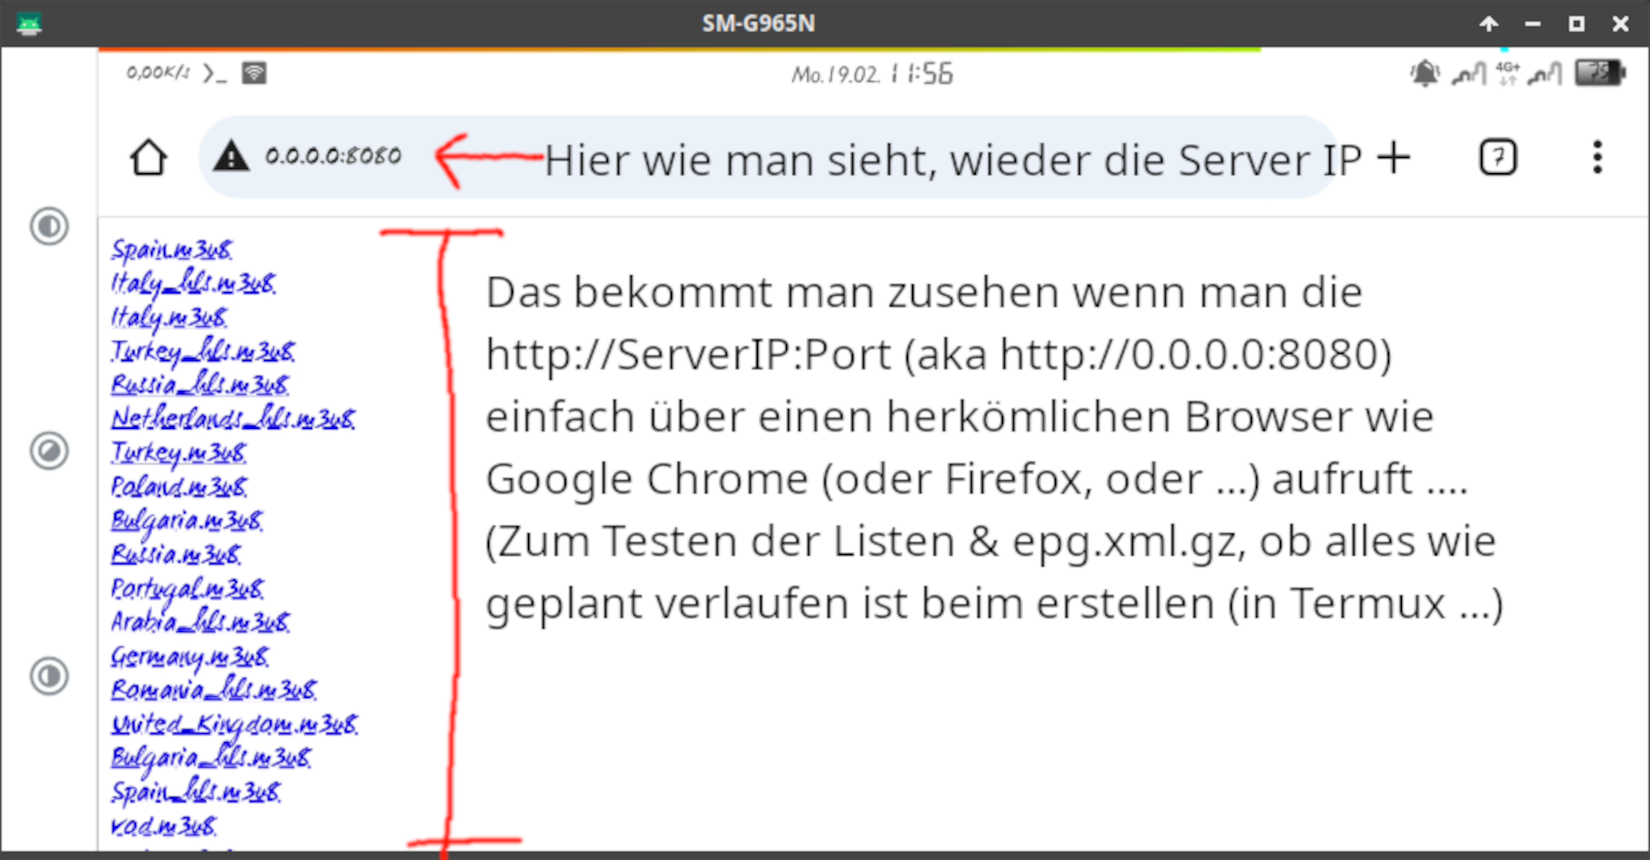 SM-G965N
0,00K/s >_
Mo.19.02. 11:56
4G+
75
0.0.0.0:8080
Hier wie man sieht, wieder die Server IP
7
Spain.m3u8
Italy_hls.m3u8
Italy.m3u8
Turkey_hls.m3u8
Russia_hls.m3u8
Netherlands_hls.m3u8
Turkey.m3u8
Poland.m3u8
Bulgaria.m3u8
Russia.m3u8
Portugal.m3u8
Arabia_hls.m3u8
Germany.m3u8
Romania_hls.m3u8
United_Kingdom.m3u8
Bulgaria_hls.m3u8
Spain_hls.m3u8
vod.m3u8
Das bekommt man zusehen wenn man die
http://ServerIP:Port (aka http://0.0.0.0:8080)
einfach über einen herkömlichen Browser wie
Google Chrome (oder Firefox, oder ...) aufruft ....
(Zum Testen der Listen & epg.xml.gz, ob alles wie
geplant verlaufen ist beim erstellen (in Termux ...)